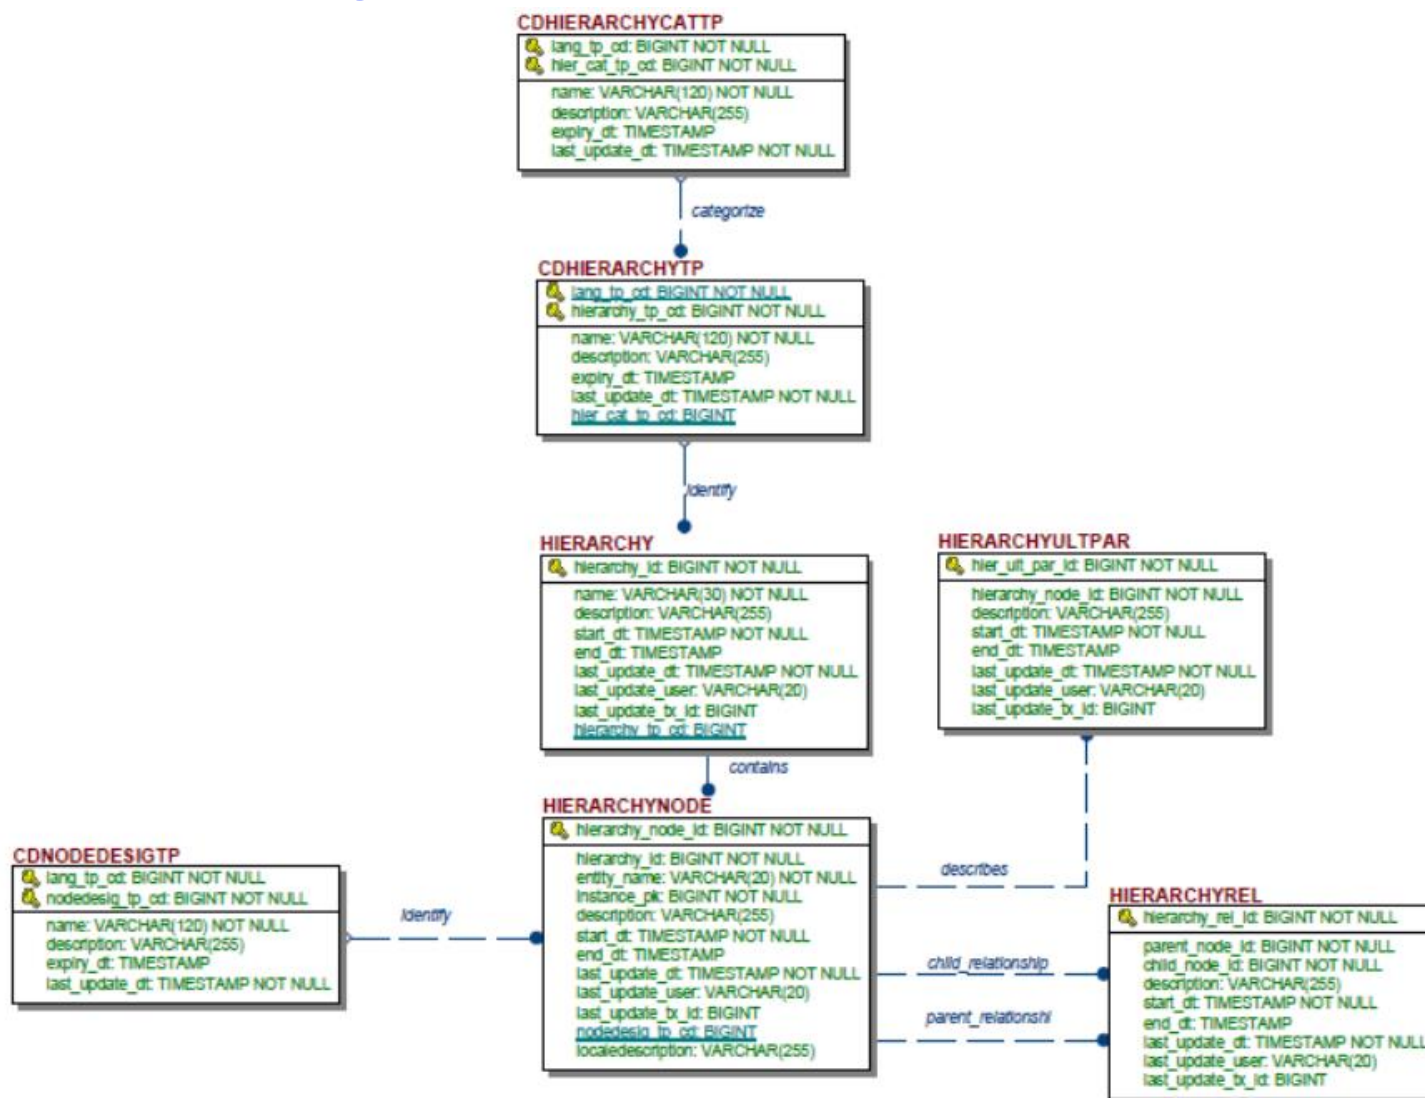 CDHIERARCHYCATTP
lang_tp_cd: BIGINT NOT NULL
hier_cat_tp_cd: BIGINT NOT NULL
name: VARCHAR(120) NOT NULL
description: VARCHAR(255)
expiry_dt: TIMESTAMP
last_update_dt: TIMESTAMP NOT NULL
categorize
CDHIERARCHYTP
lang_tp_cd: BIGINT NOT NULL
hierarchy_tp_cd: BIGINT NOT NULL
name: VARCHAR(120) NOT NULL
description: VARCHAR(255)
expiry_dt: TIMESTAMP
last_update_dt: TIMESTAMP NOT NULL
hier_cat_tp_cd: BIGINT
identify
HIERARCHY
hierarchy_id: BIGINT NOT NULL
name: VARCHAR(30) NOT NULL
description: VARCHAR(255)
start_dt: TIMESTAMP NOT NULL
end_dt: TIMESTAMP
last_update_dt: TIMESTAMP NOT NULL
last_update_user: VARCHAR(20)
last_update_tx_id: BIGINT
hierarchy_tp_cd: BIGINT
HIERARCHYULTPAR
hier_ult_par_id: BIGINT NOT NULL
hierarchy_node_id: BIGINT NOT NULL
description: VARCHAR(255)
start_dt: TIMESTAMP NOT NULL
end_dt: TIMESTAMP
last_update_dt: TIMESTAMP NOT NULL
last_update_user: VARCHAR(20)
last_update_tx_id: BIGINT
contains
HIERARCHYNODE
hierarchy_node_id: BIGINT NOT NULL
hierarchy_id: BIGINT NOT NULL
entity_name: VARCHAR(20) NOT NULL
instance_pk: BIGINT NOT NULL
description: VARCHAR(255)
start_dt: TIMESTAMP NOT NULL
end_dt: TIMESTAMP
last_update_dt: TIMESTAMP NOT NULL
last_update_user: VARCHAR(20)
last_update_tx_id: BIGINT
nodedesig_tp_cd: BIGINT
localedescription: VARCHAR(255)
CDNODEDESIGTP
lang_tp_cd: BIGINT NOT NULL
nodedesig_tp_cd: BIGINT NOT NULL
name: VARCHAR(120) NOT NULL
description: VARCHAR(255)
expiry_dt: TIMESTAMP
last_update_dt: TIMESTAMP NOT NULL
identify
describes
child_relationship
parent_relationshi
HIERARCHYREL
hierarchy_rel_id: BIGINT NOT NULL
parent_node_id: BIGINT NOT NULL
child_node_id: BIGINT NOT NULL
description: VARCHAR(255)
start_dt: TIMESTAMP NOT NULL
end_dt: TIMESTAMP
last_update_dt: TIMESTAMP NOT NULL
last_update_user: VARCHAR(20)
last_update_tx_id: BIGINT